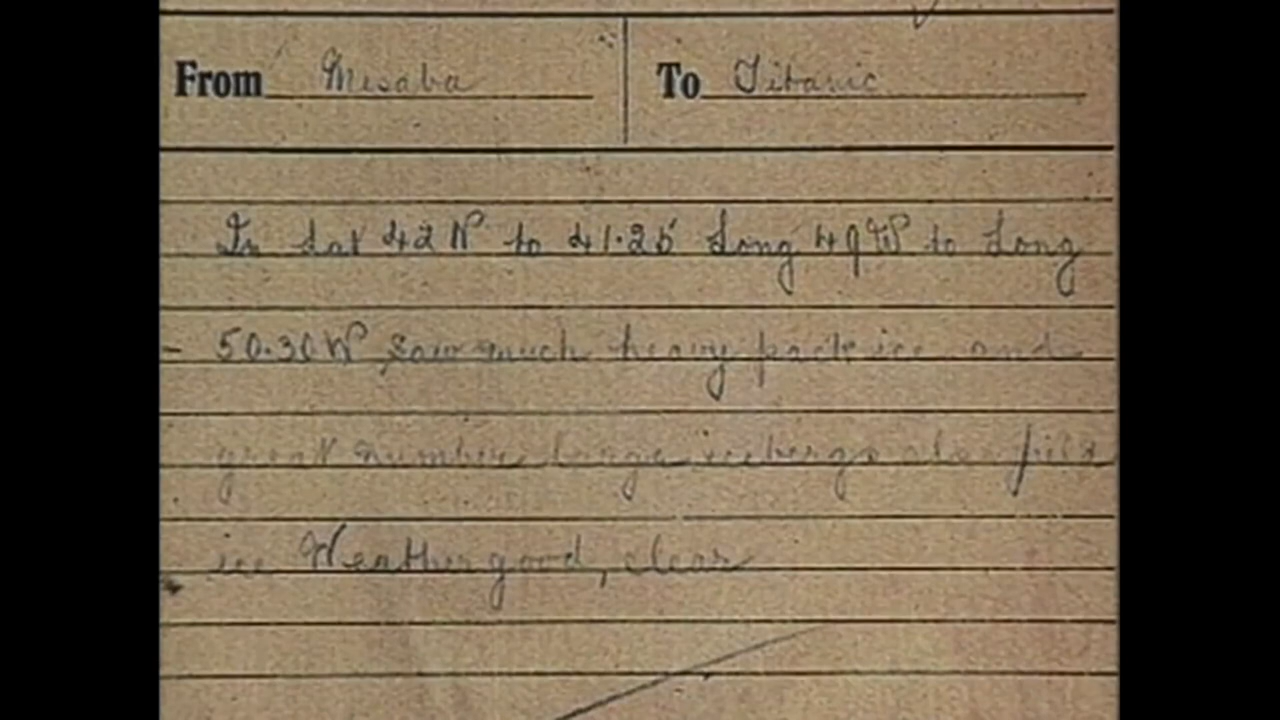 From Mesaba To Titanic
In Lat 42 N to 41.25 Long 49 W to Long
50.30 W saw much heavy pack ice and
great number large icebergs also field
ice Weather good, clear